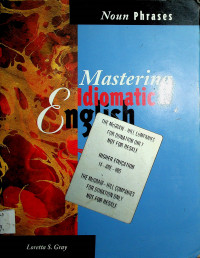 Noun Phrases
Mastering
Idiomatic
English
THE McGRAW-HILL COMPANIES
FOR DONATION ONLY
NOT FOR RESALE
HIGHER EDUCATION
THE McGRAW-HILL COMPANIES
FOR DONATION ONLY
NOT FOR RESALE
Loretta S. Gray